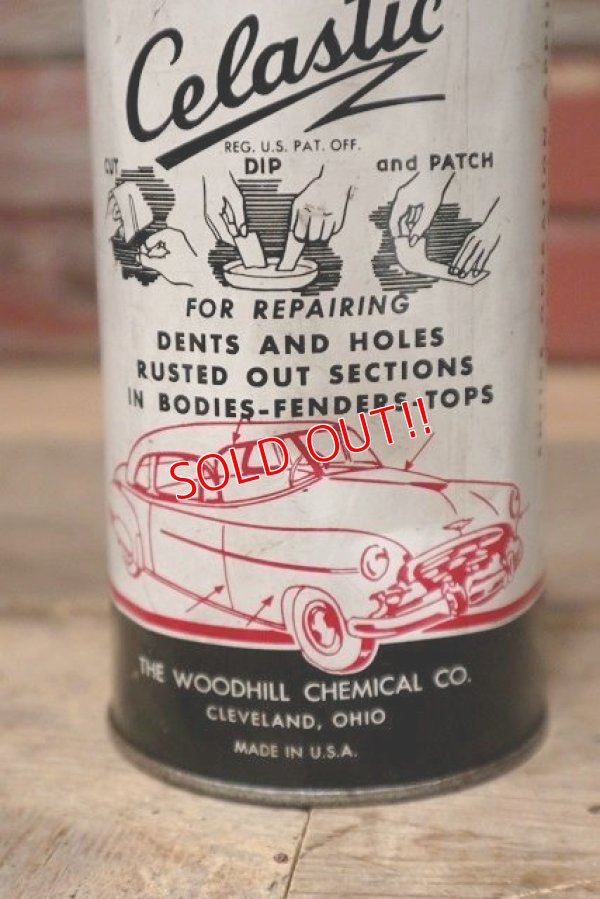 Celastic
REG. U.S. PAT. OFF.
CUT DIP and PATCH
FOR REPAIRING
DENTS AND HOLES
RUSTED OUT SECTIONS
IN BODIES-FENDERS-TOPS
SOLD OUT!!
THE WOODHILL CHEMICAL CO.
CLEVELAND, OHIO
MADE IN U.S.A.